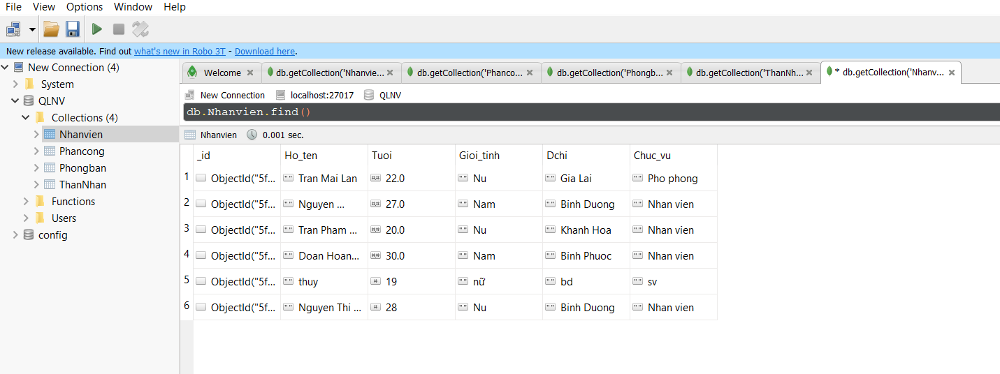 File View Options Window Help
New release available. Find out what's new in Robo 3T - Download here.
New Connection (4)
System
QLNV
Collections (4)
Nhanvien
Phancong
Phongban
ThanNhan
Functions
Users
config
Welcome db.getCollection('Nhanvie... db.getCollection('Phanco... db.getCollection('Phongb... db.getCollection('ThanNh... * db.getCollection('Nhanv...
New Connection localhost:27017 QLNV
db.Nhanvien.find()
Nhanvien 0.001 sec.
_id Ho_ten Tuoi Gioi_tinh Dchi Chuc_vu
1 ObjectId("5f... "" Tran Mai Lan #.# 22.0 "" Nu "" Gia Lai "" Pho phong
2 ObjectId("5f... "" Nguyen ... #.# 27.0 "" Nam "" Binh Duong "" Nhan vien
3 ObjectId("5f... "" Tran Pham ... #.# 20.0 "" Nu "" Khanh Hoa "" Nhan vien
4 ObjectId("5f... "" Doan Hoan... #.# 30.0 "" Nam "" Binh Phuoc "" Nhan vien
5 ObjectId("5f... "" thuy # 19 "" nữ "" bd "" sv
6 ObjectId("5f... "" Nguyen Thi ... # 28 "" Nu "" Binh Duong "" Nhan vien